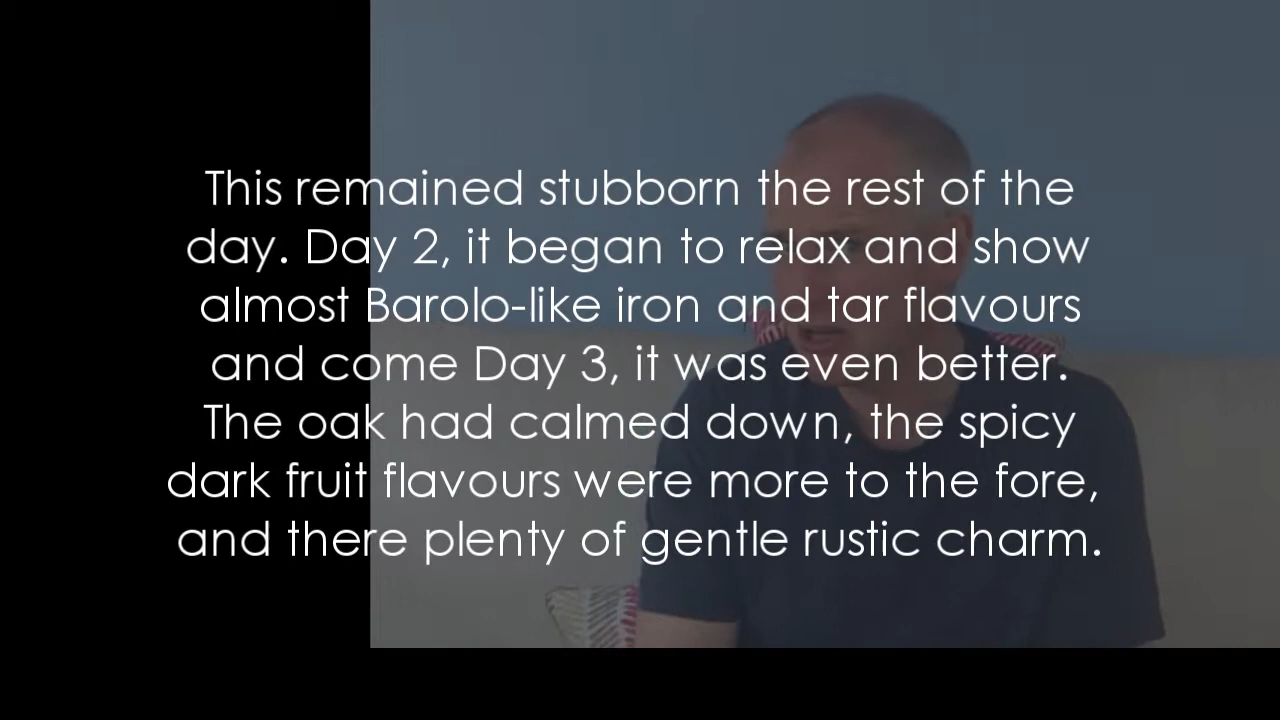 This remained stubborn the rest of the
day. Day 2, it began to relax and show
almost Barolo-like iron and tar flavours
and come Day 3, it was even better.
The oak had calmed down, the spicy
dark fruit flavours were more to the fore,
and there plenty of gentle rustic charm.